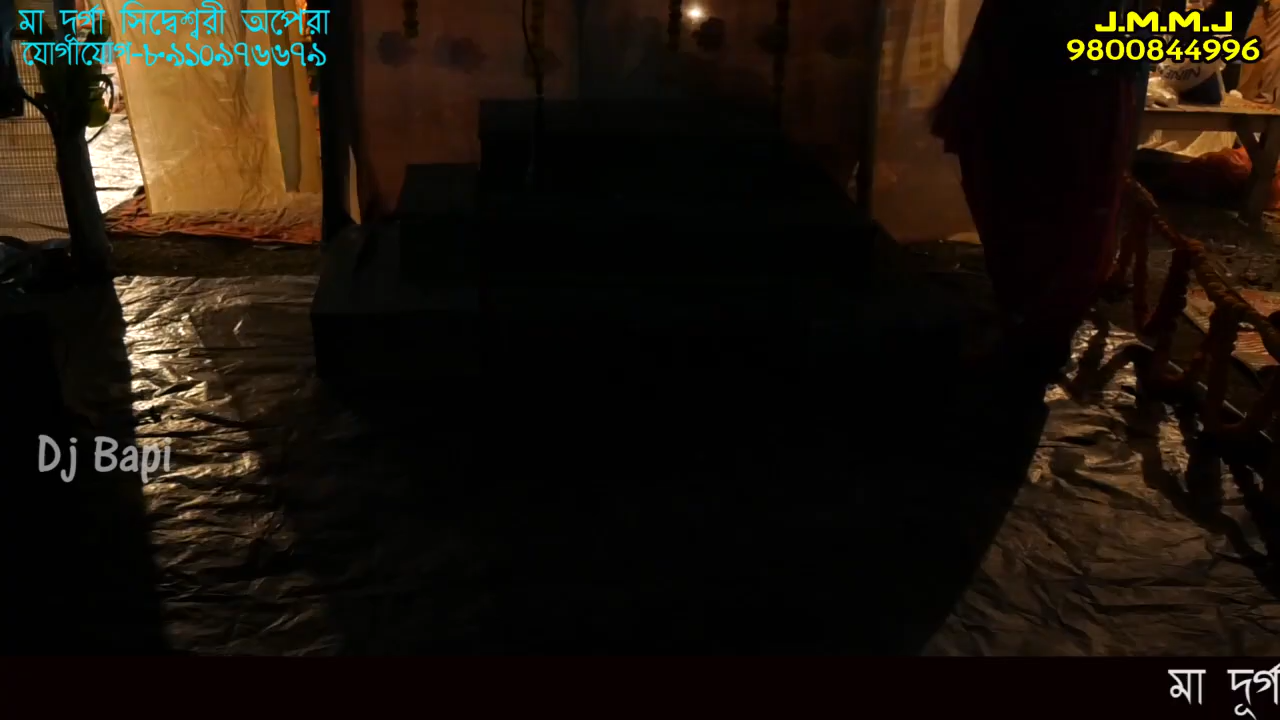 মা দূর্গা সিদ্ধেশ্বরী অপেরা
যোগাযোগ-৮৯১০৯৭৬৬৭৯
J.M.M.J
9800844996
Dj Bapi
মা দূর্গ